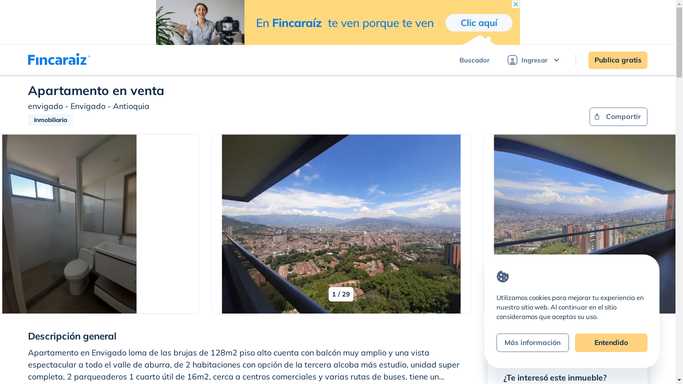 En Fincaraíz te ven porque te ven
Clic aquí
Fincaraíz
Buscador
Ingresar
Publica gratis
Apartamento en venta
envigado - Envigado - Antioquia
Inmobiliaria
Compartir
1 / 29
Utilizamos cookies para mejorar tu experiencia en
nuestro sitio web. Al continuar en el sitio
consideramos que aceptas su uso.
Más información
Entendido
Descripción general
Apartamento en Envigado loma de las brujas de 128m2 piso alto cuenta con balcón muy amplio y una vista
espectacular a todo el valle de aburra, de 2 habitaciones con opción de la tercera alcoba más estudio, unidad super
completa, 2 parqueaderos 1 cuarto útil de 16m2, cerca a centros comerciales y varias rutas de buses, tiene un...
¿Te interesó este inmueble?